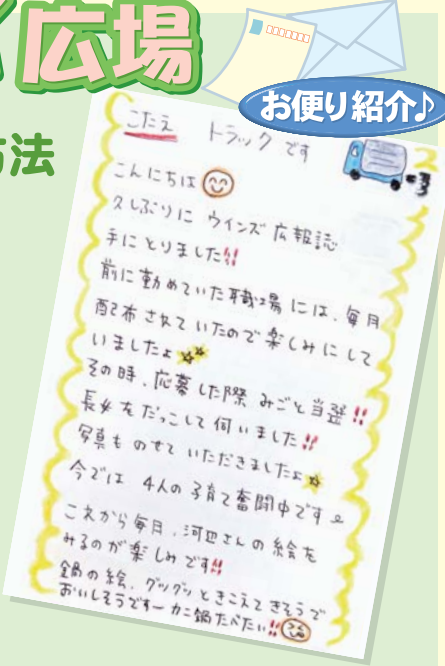 広場
お便り紹介♪
方法
こたえ トラック です
こんにちは
久しぶりに ウインズ 広報誌
手にとりました!!
前に勤めていた職場には、毎月
配布されていたので楽しみにして
いましたよ
その時、応募した際 みごと当選!!
長女をだっこして伺いました!!
写真ものせていただきましたよ
今では 4人の子育て奮闘中です
これから毎日、河辺さんの絵を
みるのが楽しみです!!
鍋の絵、グツグツときこえてきそうで
おいしそうですーカニ鍋たべたい!!